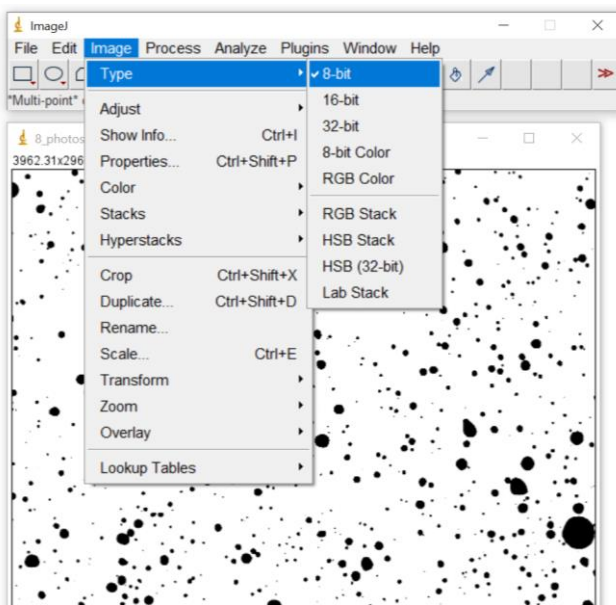 ImageJ
File Edit Image Process Analyze Plugins Window Help
Type
8-bit
"Multi-point"
16-bit
Adjust
32-bit
8_photos
Show Info... Ctrl+I
8-bit Color
3962.31x296
Properties... Ctrl+Shift+P
RGB Color
Color
Stacks
RGB Stack
Hyperstacks
HSB Stack
HSB (32-bit)
Crop Ctrl+Shift+X
Lab Stack
Duplicate... Ctrl+Shift+D
Rename...
Scale... Ctrl+E
Transform
Zoom
Overlay
Lookup Tables